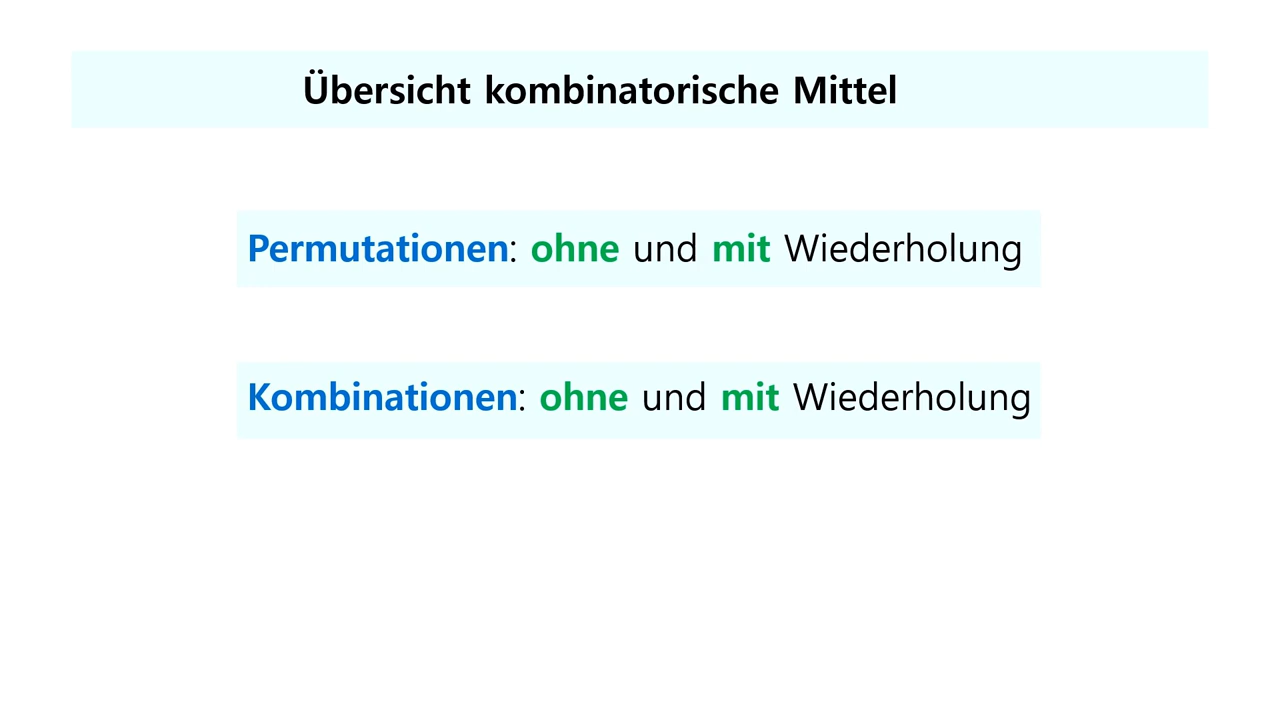 Übersicht kombinatorische Mittel
Permutationen: ohne und mit Wiederholung
Kombinationen: ohne und mit Wiederholung